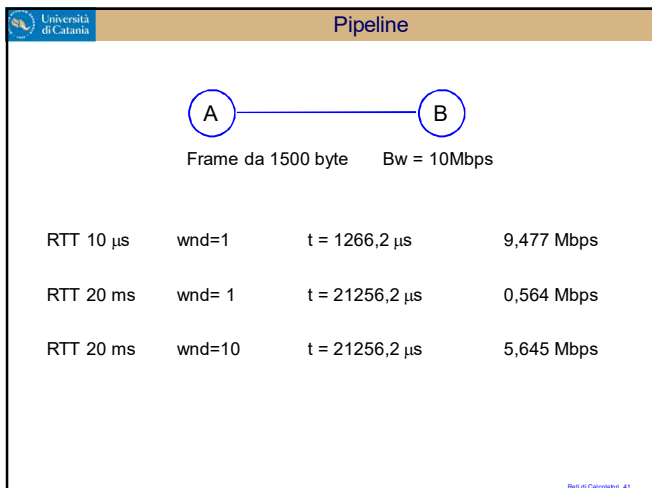 Università
di Catania
Pipeline
A B
Frame da 1500 byte Bw = 10Mbps
RTT 10 μs wnd=1 t = 1266,2 μs 9,477 Mbps
RTT 20 ms wnd= 1 t = 21256,2 μs 0,564 Mbps
RTT 20 ms wnd=10 t = 21256,2 μs 5,645 Mbps
Reti di Calcolatori 41